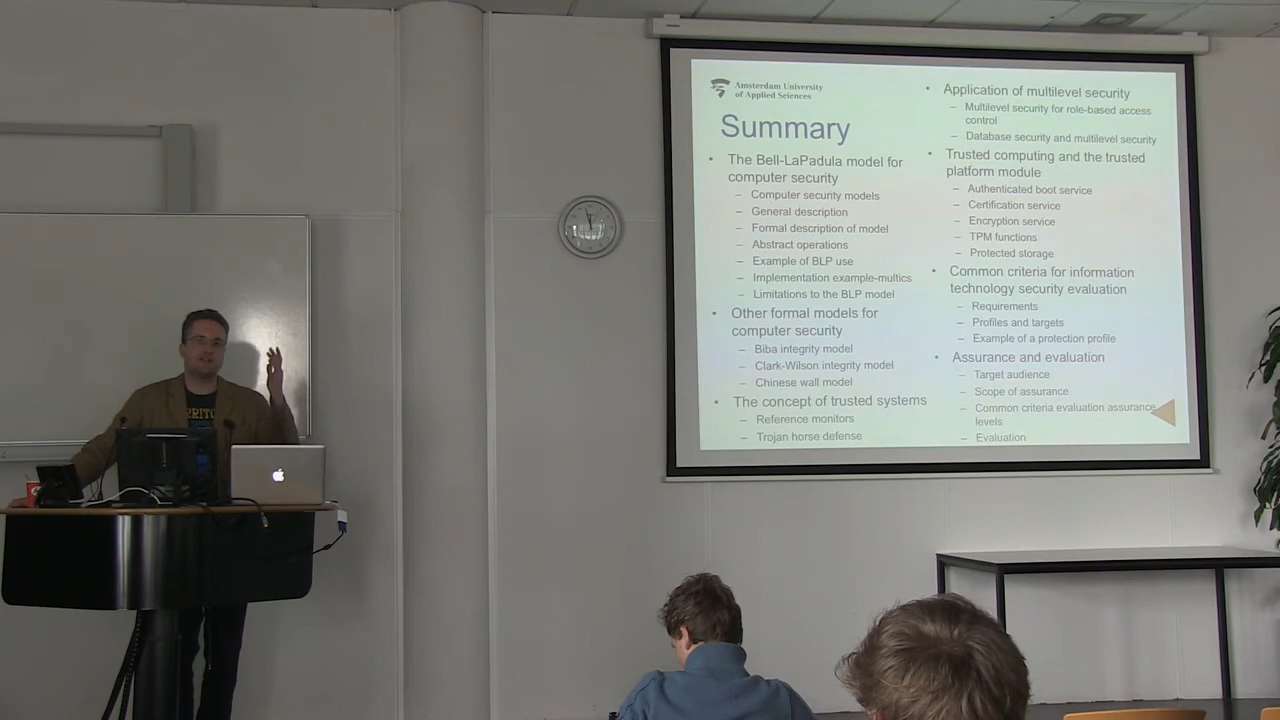 Amsterdam University
of Applied Sciences
Summary
• The Bell-LaPadula model for
computer security
– Computer security models
– General description
– Formal description of model
– Abstract operations
– Example of BLP use
– Implementation example-multics
– Limitations to the BLP model
• Other formal models for
computer security
– Biba integrity model
– Clark-Wilson integrity model
– Chinese wall model
• The concept of trusted systems
– Reference monitors
– Trojan horse defense
• Application of multilevel security
– Multilevel security for role-based access
control
– Database security and multilevel security
• Trusted computing and the trusted
platform module
– Authenticated boot service
– Certification service
– Encryption service
– TPM functions
– Protected storage
• Common criteria for information
technology security evaluation
– Requirements
– Profiles and targets
– Example of a protection profile
• Assurance and evaluation
– Target audience
– Scope of assurance
– Common criteria evaluation assurance
levels
– Evaluation